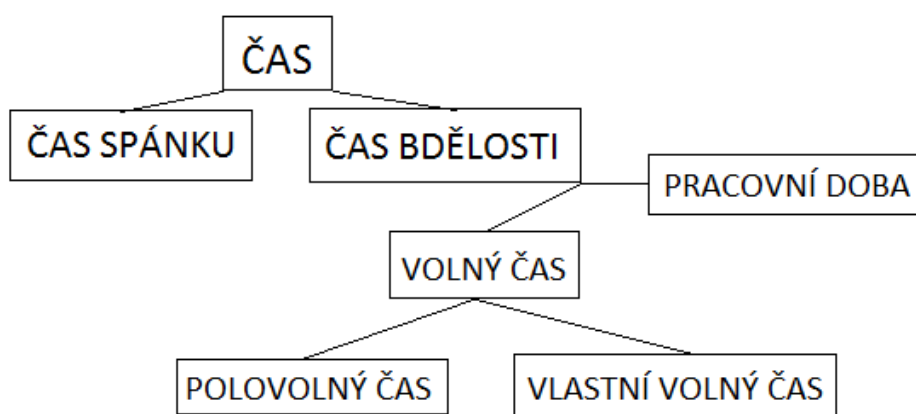 ČAS
ČAS SPÁNKU
ČAS BDĚLOSTI
PRACOVNÍ DOBA
VOLNÝ ČAS
POLOVOLNÝ ČAS
VLASTNÍ VOLNÝ ČAS